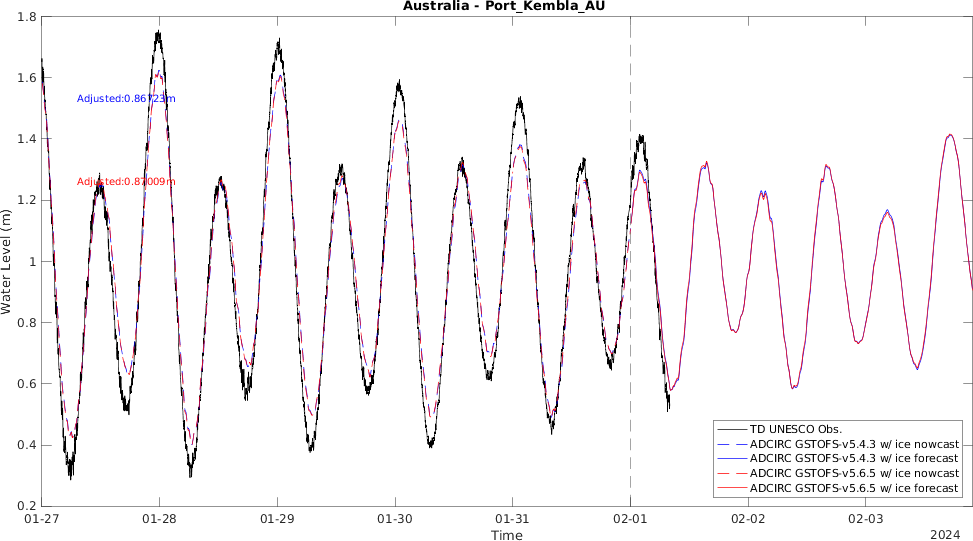 Australia - Port_Kembla_AU
1.8
1.6
1.4
1.2
1
0.8
0.6
0.4
0.2
Water Level (m)
Adjusted:0.86723m
Adjusted:0.87009m
TD UNESCO Obs.
ADCIRC GSTOFS-v5.4.3 w/ ice nowcast
ADCIRC GSTOFS-v5.4.3 w/ ice forecast
ADCIRC GSTOFS-v5.6.5 w/ ice nowcast
ADCIRC GSTOFS-v5.6.5 w/ ice forecast
01-27 01-28 01-29 01-30 01-31 02-01 02-02 02-03
Time
2024